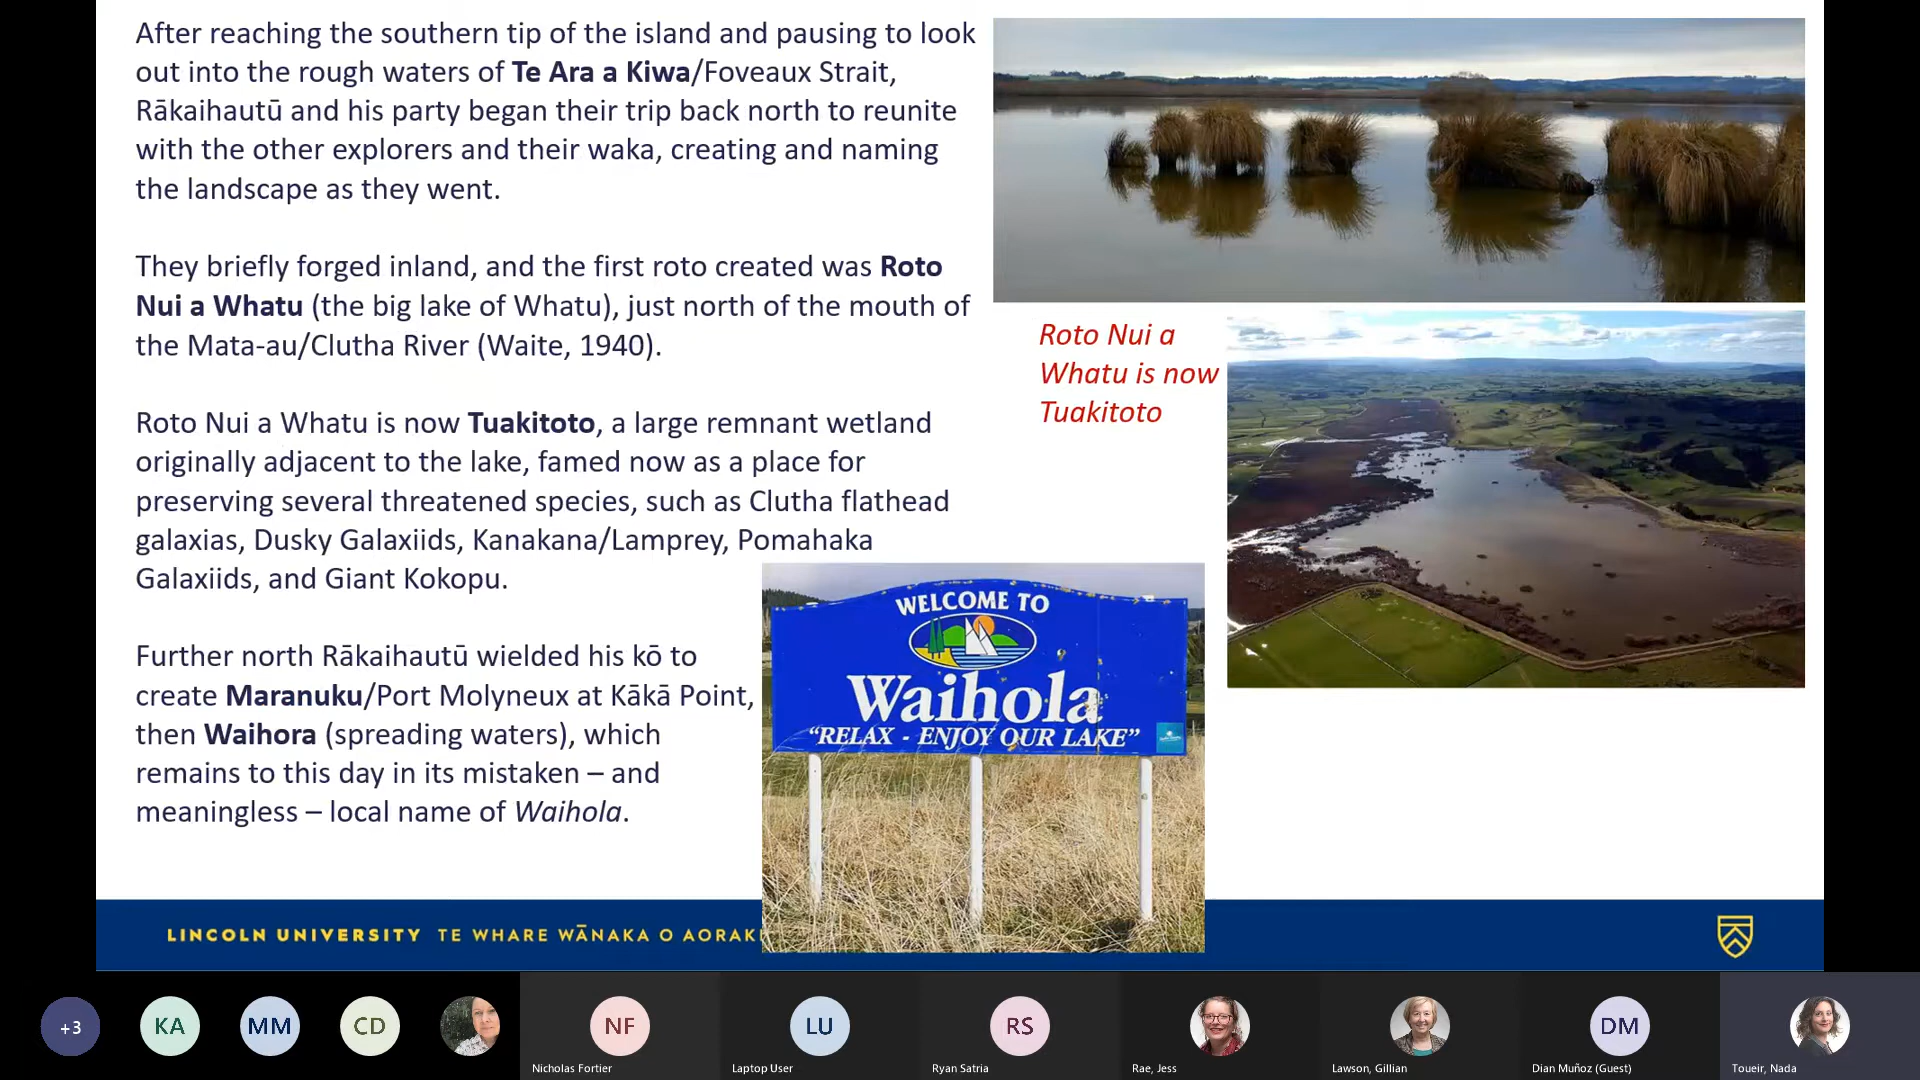 After reaching the southern tip of the island and pausing to look
out into the rough waters of Te Ara a Kiwa/Foveaux Strait,
Rākaihautū and his party began their trip back north to reunite
with the other explorers and their waka, creating and naming
the landscape as they went.
They briefly forged inland, and the first roto created was Roto
Nui a Whatu (the big lake of Whatu), just north of the mouth of
the Mata-au/Clutha River (Waite, 1940).
Roto Nui a Whatu is now Tuakitoto, a large remnant wetland
originally adjacent to the lake, famed now as a place for
preserving several threatened species, such as Clutha flathead
galaxias, Dusky Galaxiids, Kanakana/Lamprey, Pomahaka
Galaxiids, and Giant Kokopu.
Further north Rākaihautū wielded his kō to
create Maranuku/Port Molyneux at Kākā Point,
then Waihora (spreading waters), which
remains to this day in its mistaken – and
meaningless – local name of Waihola.
Roto Nui a
Whatu is now
Tuakitoto
WELCOME TO
Waihola
"RELAX - ENJOY OUR LAKE"
LINCOLN UNIVERSITY TE WHARE WĀNAKA O AORAK
+3
KA
MM
CD
NF
LU
RS
DM
Nicholas Fortier
Laptop User
Ryan Satria
Rae, Jess
Lawson, Gillian
Dian Muñoz (Guest)
Toueir, Nada